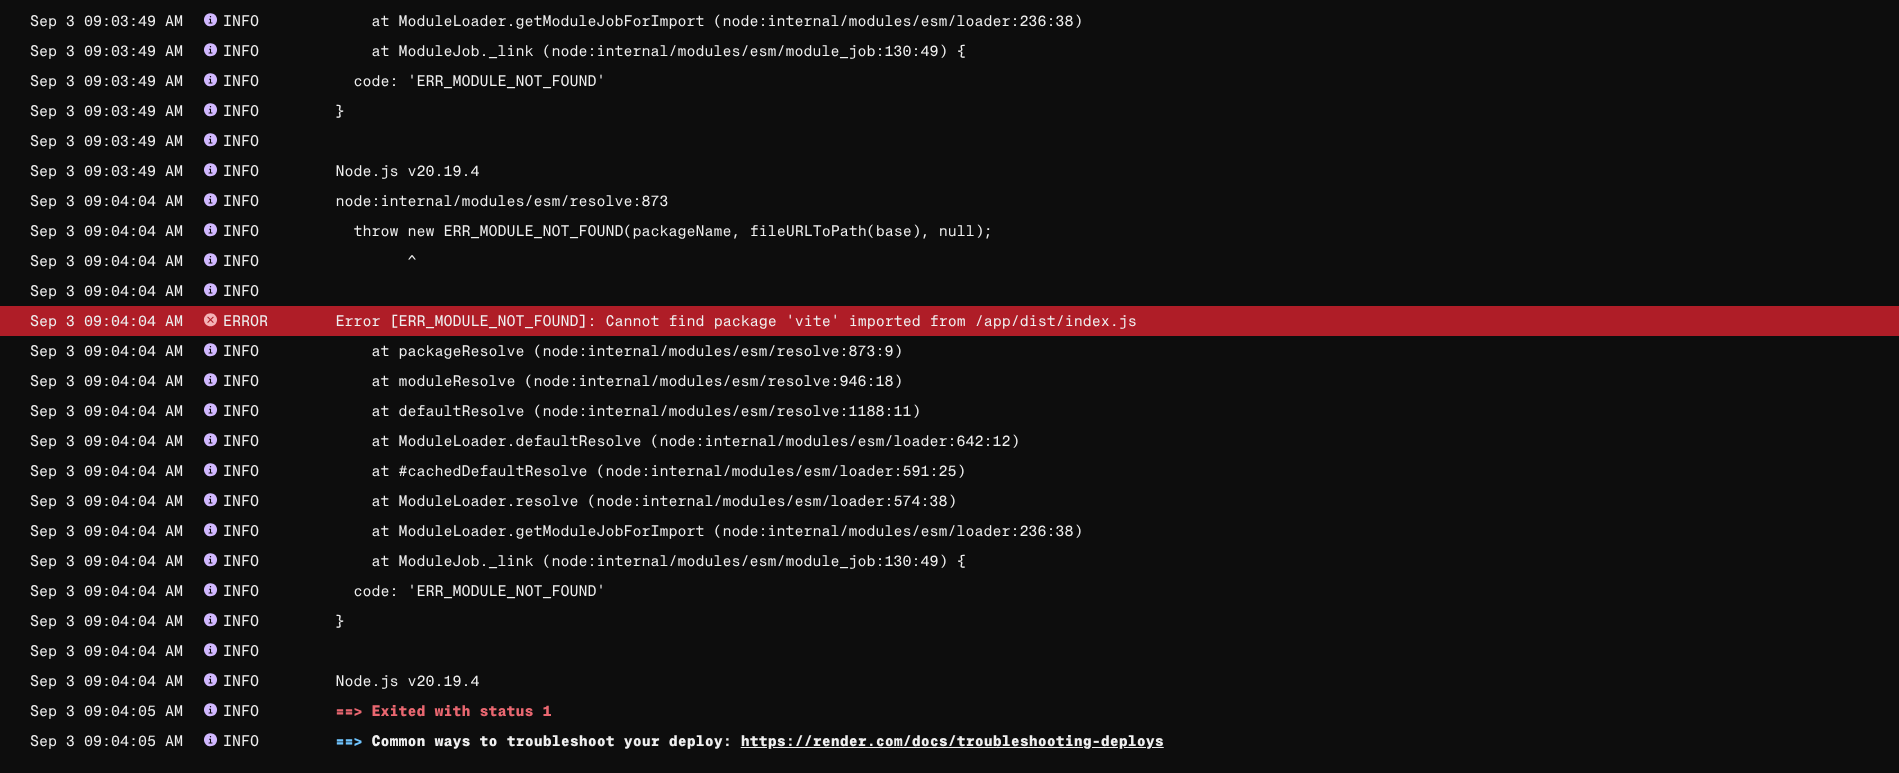 Sep 3 09:03:49 AM INFO at ModuleLoader.getModuleJobForImport (node:internal/modules/esm/loader:236:38)
Sep 3 09:03:49 AM INFO at ModuleJob._link (node:internal/modules/esm/module_job:130:49) {
Sep 3 09:03:49 AM INFO code: 'ERR_MODULE_NOT_FOUND'
Sep 3 09:03:49 AM INFO }
Sep 3 09:03:49 AM INFO
Sep 3 09:03:49 AM INFO Node.js v20.19.4
Sep 3 09:04:04 AM INFO node:internal/modules/esm/resolve:873
Sep 3 09:04:04 AM INFO throw new ERR_MODULE_NOT_FOUND(packageName, fileURLToPath(base), null);
Sep 3 09:04:04 AM INFO ^
Sep 3 09:04:04 AM INFO
Sep 3 09:04:04 AM ERROR Error [ERR_MODULE_NOT_FOUND]: Cannot find package 'vite' imported from /app/dist/index.js
Sep 3 09:04:04 AM INFO at packageResolve (node:internal/modules/esm/resolve:873:9)
Sep 3 09:04:04 AM INFO at moduleResolve (node:internal/modules/esm/resolve:946:18)
Sep 3 09:04:04 AM INFO at defaultResolve (node:internal/modules/esm/resolve:1188:11)
Sep 3 09:04:04 AM INFO at ModuleLoader.defaultResolve (node:internal/modules/esm/loader:642:12)
Sep 3 09:04:04 AM INFO at #cachedDefaultResolve (node:internal/modules/esm/loader:591:25)
Sep 3 09:04:04 AM INFO at ModuleLoader.resolve (node:internal/modules/esm/loader:574:38)
Sep 3 09:04:04 AM INFO at ModuleLoader.getModuleJobForImport (node:internal/modules/esm/loader:236:38)
Sep 3 09:04:04 AM INFO at ModuleJob._link (node:internal/modules/esm/module_job:130:49) {
Sep 3 09:04:04 AM INFO code: 'ERR_MODULE_NOT_FOUND'
Sep 3 09:04:04 AM INFO }
Sep 3 09:04:04 AM INFO
Sep 3 09:04:04 AM INFO Node.js v20.19.4
Sep 3 09:04:05 AM INFO ==> Exited with status 1
Sep 3 09:04:05 AM INFO ==> Common ways to troubleshoot your deploy: https://render.com/docs/troubleshooting-deploys